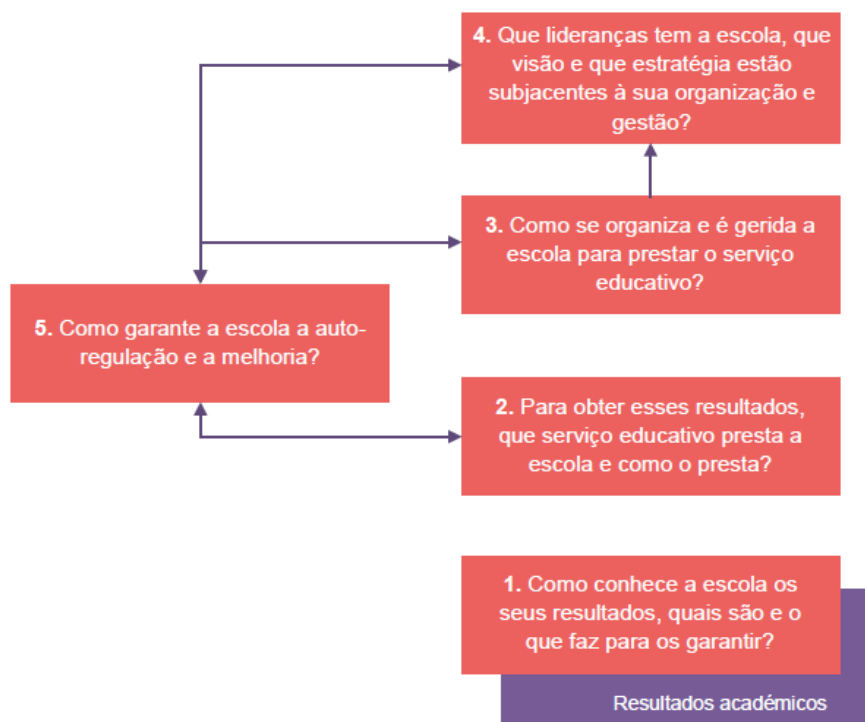 4. Que lideranças tem a escola, que
visão e que estratégia estão
subjacentes à sua organização e
gestão?
3. Como se organiza e é gerida a
escola para prestar o serviço
educativo?
5. Como garante a escola a auto-
regulação e a melhoria?
2. Para obter esses resultados,
que serviço educativo presta a
escola e como o presta?
1. Como conhece a escola os
seus resultados, quais são e o
que faz para os garantir?
Resultados académicos